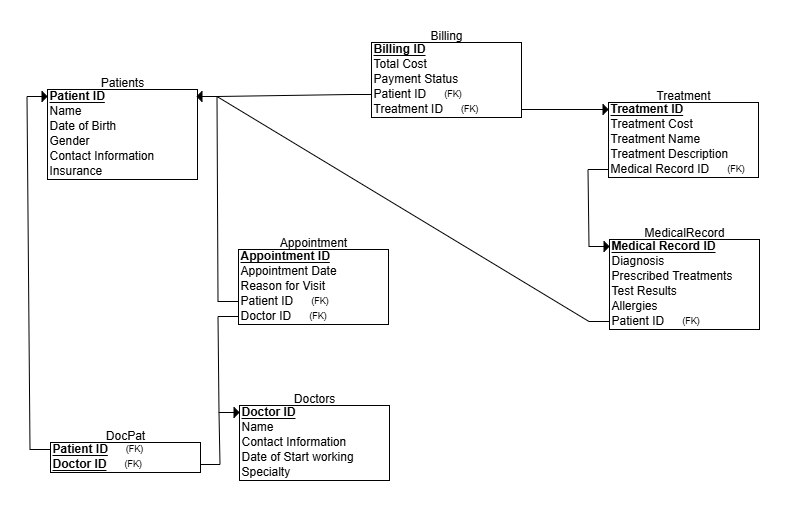 Billing
Billing ID
Total Cost
Payment Status
Patient ID (FK)
Treatment ID (FK)
Patients
Patient ID
Name
Date of Birth
Gender
Contact Information
Insurance
Treatment
Treatment ID
Treatment Cost
Treatment Name
Treatment Description
Medical Record ID (FK)
Appointment
Appointment ID
Appointment Date
Reason for Visit
Patient ID (FK)
Doctor ID (FK)
MedicalRecord
Medical Record ID
Diagnosis
Prescribed Treatments
Test Results
Allergies
Patient ID (FK)
Doctors
Doctor ID
Name
Contact Information
Date of Start working
Specialty
DocPat
Patient ID (FK)
Doctor ID (FK)